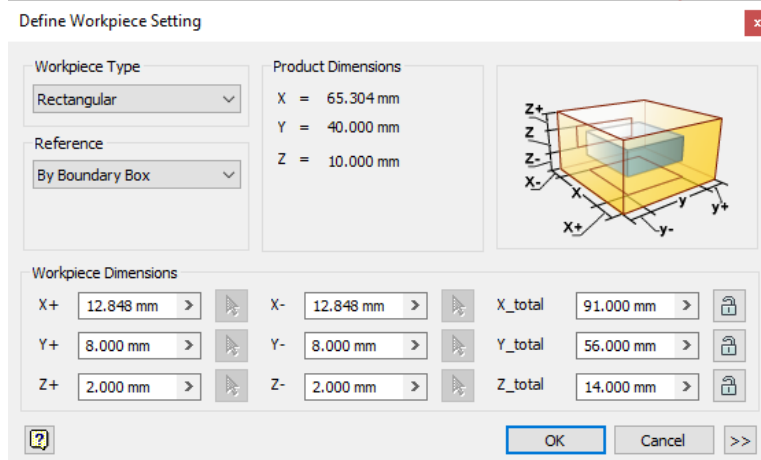 Define Workpiece Setting
x
Workpiece Type
Rectangular
Reference
By Boundary Box
Product Dimensions
X = 65.304 mm
Y = 40.000 mm
Z = 10.000 mm
Z+
Z
Z-
X-
X
X+
y-
y
y+
Workpiece Dimensions
X+ 12.848 mm > X- 12.848 mm > X_total 91.000 mm >
Y+ 8.000 mm > Y- 8.000 mm > Y_total 56.000 mm >
Z+ 2.000 mm > Z- 2.000 mm > Z_total 14.000 mm >
? OK Cancel >>